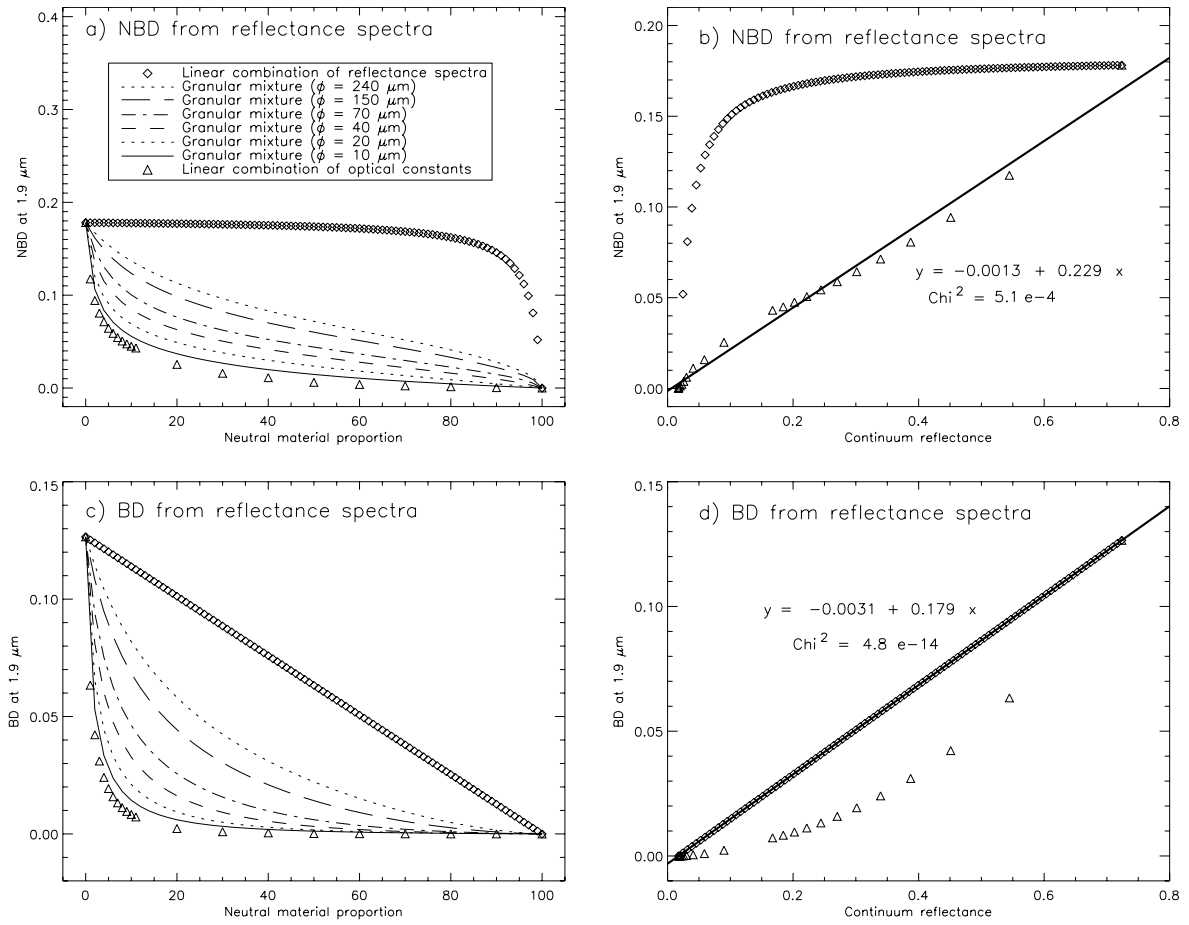 a) NBD from reflectance spectra
Linear combination of reflectance spectra
Granular mixture (ϕ = 240 μm)
Granular mixture (ϕ = 150 μm)
Granular mixture (ϕ = 70 μm)
Granular mixture (ϕ = 40 μm)
Granular mixture (ϕ = 20 μm)
Granular mixture (ϕ = 10 μm)
Linear combination of optical constants
NBD at 1.9 μm
0.4
0.3
0.2
0.1
0.0
0 20 40 60 80 100
Neutral material proportion
b) NBD from reflectance spectra
NBD at 1.9 μm
0.20
0.15
0.10
0.05
0.00
y = −0.0013 + 0.229 x
Chi² = 5.1 e−4
0.0 0.2 0.4 0.6 0.8
Continuum reflectance
c) BD from reflectance spectra
BD at 1.9 μm
0.15
0.10
0.05
0.00
0 20 40 60 80 100
Neutral material proportion
d) BD from reflectance spectra
BD at 1.9 μm
0.15
0.10
0.05
0.00
y = −0.0031 + 0.179 x
Chi² = 4.8 e−14
0.0 0.2 0.4 0.6 0.8
Continuum reflectance